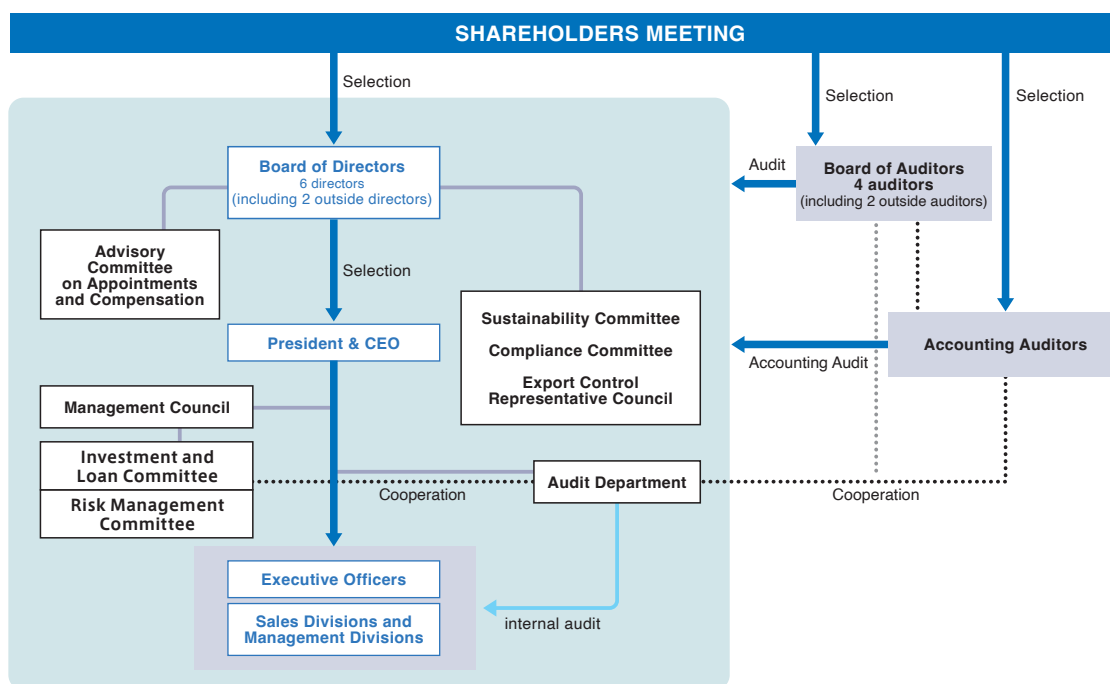 SHAREHOLDERS MEETING
Selection
Selection
Selection
Board of Directors
6 directors
(including 2 outside directors)
Audit
Board of Auditors
4 auditors
(including 2 outside auditors)
Advisory
Committee
on Appointments
and Compensation
Selection
Sustainability Committee
Compliance Committee
Export Control
Representative Council
President & CEO
Accounting Audit
Accounting Auditors
Management Council
Investment and
Loan Committee
Risk Management
Committee
Cooperation
Audit Department
Cooperation
Executive Officers
Sales Divisions and
Management Divisions
internal audit